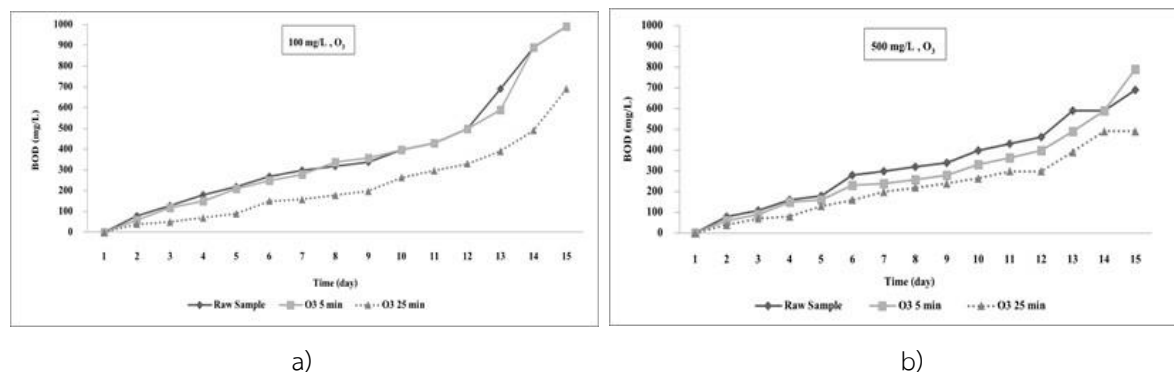 100 mg/L , O₃
BOD (mg/L)
1000
900
800
700
600
500
400
300
200
100
0
1 2 3 4 5 6 7 8 9 10 11 12 13 14 15
Time (day)
Raw Sample O3 5 min O3 25 min
a)
500 mg/L , O₃
BOD (mg/L)
1000
900
800
700
600
500
400
300
200
100
0
1 2 3 4 5 6 7 8 9 10 11 12 13 14 15
Time (day)
Raw Sample O3 5 min O3 25 min
b)